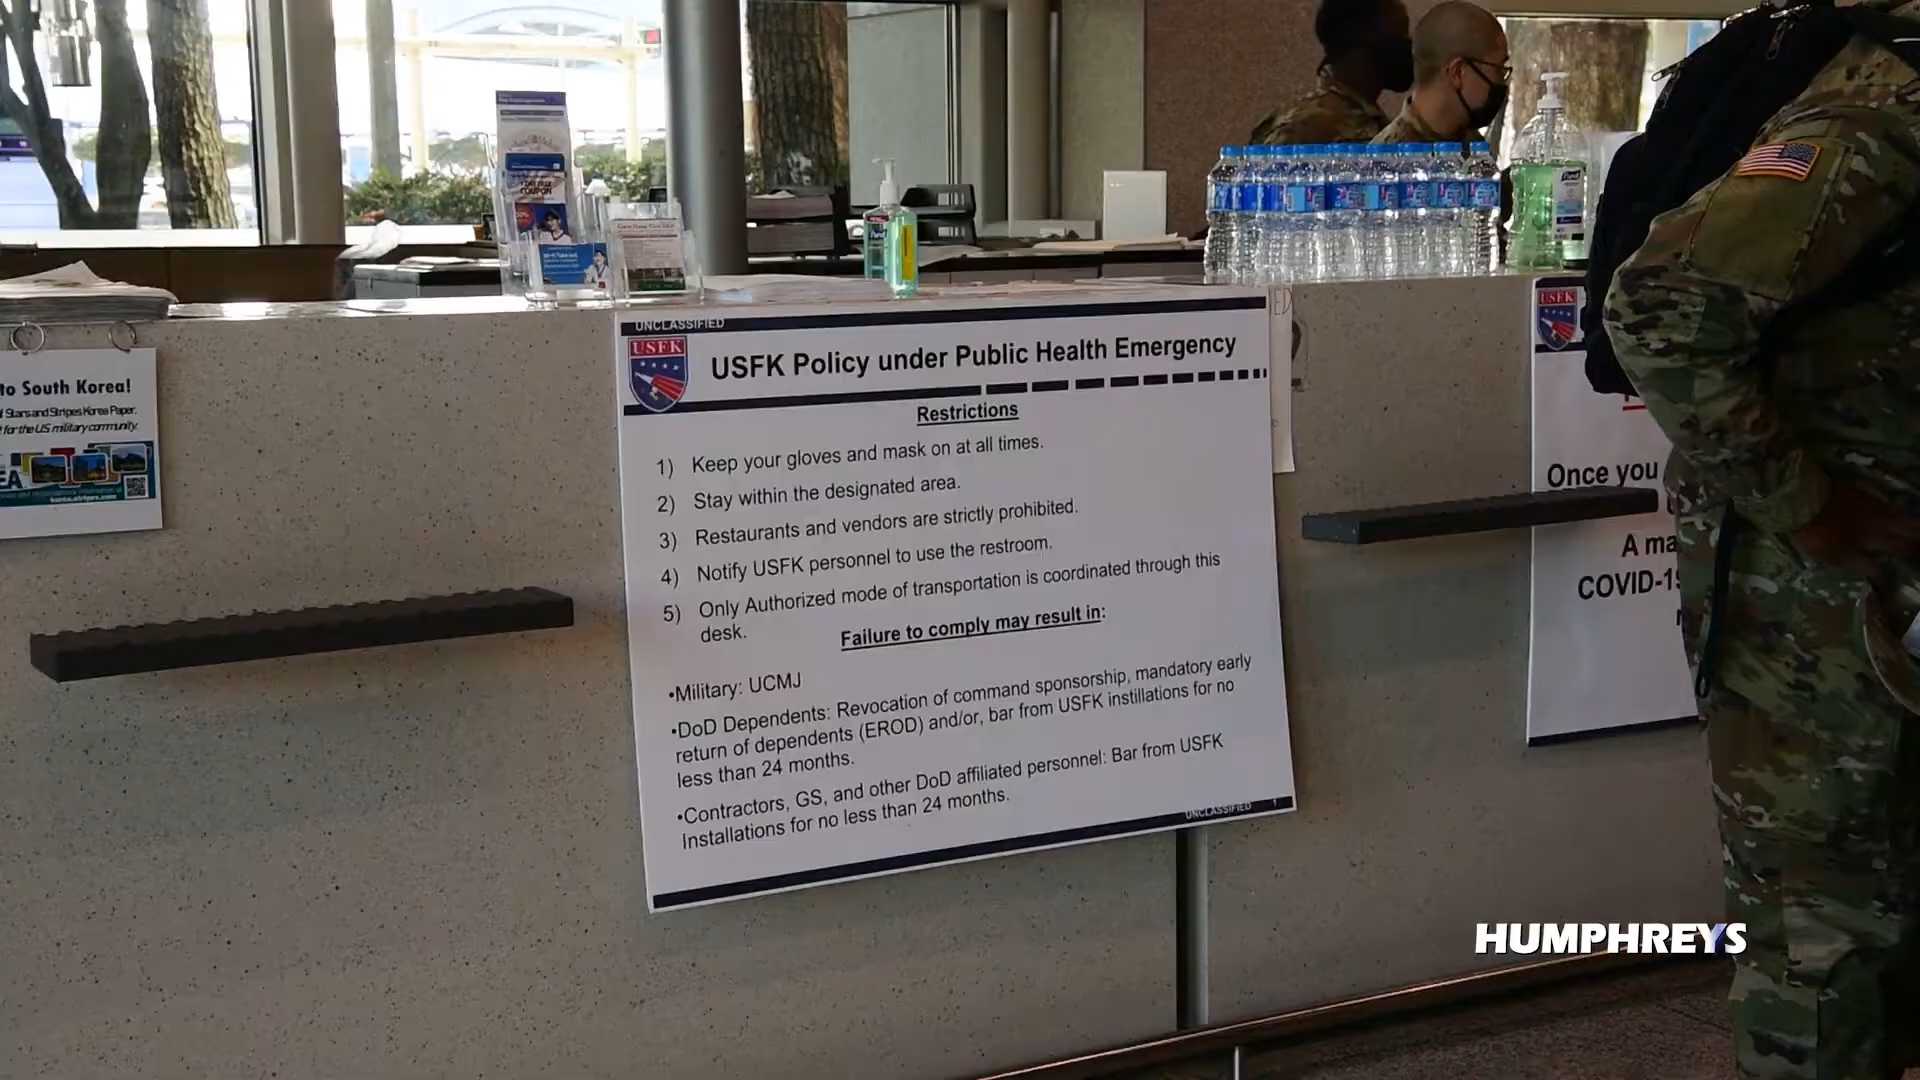 to South Korea!
Stars and Stripes Korea Paper.
for the US military community.
korea.stripes.com
COUPON
UNCLASSIFIED
USFK
USFK Policy under Public Health Emergency
Restrictions
1) Keep your gloves and mask on at all times.
2) Stay within the designated area.
3) Restaurants and vendors are strictly prohibited.
4) Notify USFK personnel to use the restroom.
5) Only Authorized mode of transportation is coordinated through this
desk.
Failure to comply may result in:
•Military: UCMJ
•DoD Dependents: Revocation of command sponsorship, mandatory early
return of dependents (EROD) and/or, bar from USFK instillations for no
less than 24 months.
•Contractors, GS, and other DoD affiliated personnel: Bar from USFK
Installations for no less than 24 months.
UNCLASSIFIED 1
USFK
Once you
A ma
COVID-19
HUMPHREYS